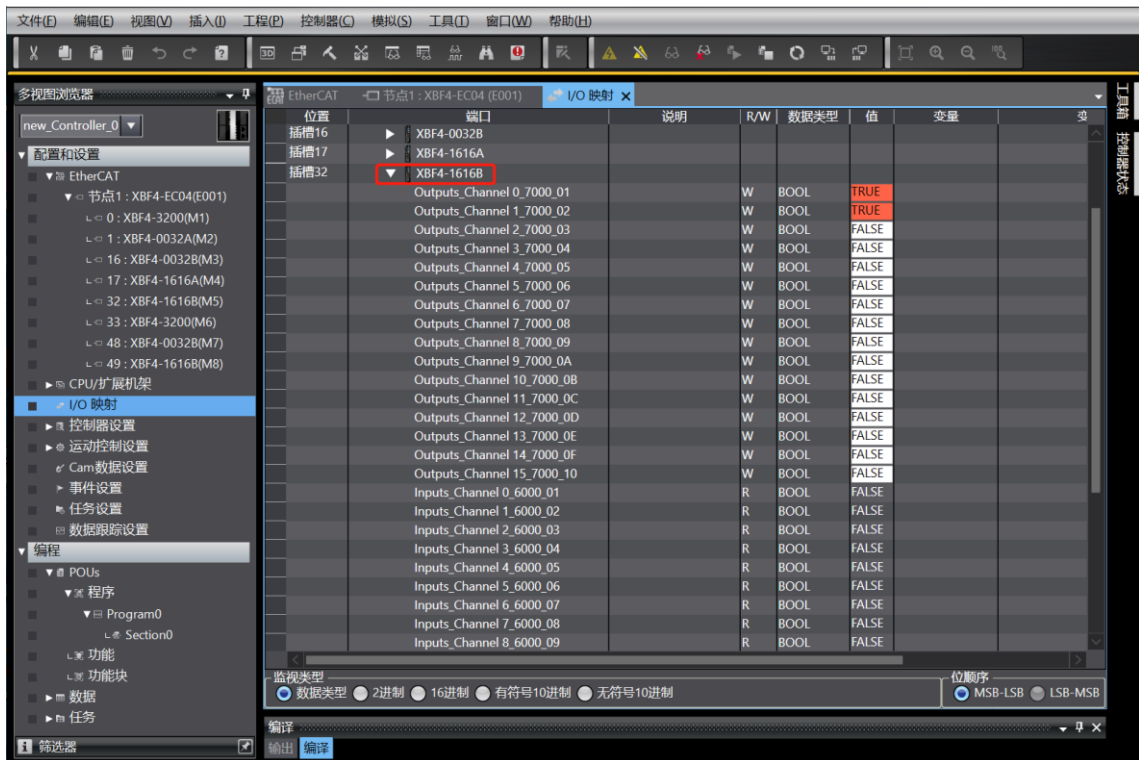 文件(F) 编辑(E) 视图(V) 插入(I) 工程(P) 控制器(C) 模拟(S) 工具(T) 窗口(W) 帮助(H)
多视图浏览器
new_Controller_0
配置和设置
EtherCAT
节点1 : XBF4-EC04(E001)
0 : XBF4-3200(M1)
1 : XBF4-0032A(M2)
16 : XBF4-0032B(M3)
17 : XBF4-1616A(M4)
32 : XBF4-1616B(M5)
33 : XBF4-3200(M6)
48 : XBF4-0032B(M7)
49 : XBF4-1616B(M8)
CPU/扩展机架
I/O 映射
控制器设置
运动控制设置
Cam数据设置
事件设置
任务设置
数据跟踪设置
编程
POUs
程序
Program0
Section0
功能
功能块
数据
任务
筛选器
EtherCAT 节点1 : XBF4-EC04 (E001) I/O 映射
位置 端口 说明 R/W 数据类型 值 变量
插槽16 XBF4-0032B
插槽17 XBF4-1616A
插槽32 XBF4-1616B
Outputs_Channel 0_7000_01 W BOOL TRUE
Outputs_Channel 1_7000_02 W BOOL TRUE
Outputs_Channel 2_7000_03 W BOOL FALSE
Outputs_Channel 3_7000_04 W BOOL FALSE
Outputs_Channel 4_7000_05 W BOOL FALSE
Outputs_Channel 5_7000_06 W BOOL FALSE
Outputs_Channel 6_7000_07 W BOOL FALSE
Outputs_Channel 7_7000_08 W BOOL FALSE
Outputs_Channel 8_7000_09 W BOOL FALSE
Outputs_Channel 9_7000_0A W BOOL FALSE
Outputs_Channel 10_7000_0B W BOOL FALSE
Outputs_Channel 11_7000_0C W BOOL FALSE
Outputs_Channel 12_7000_0D W BOOL FALSE
Outputs_Channel 13_7000_0E W BOOL FALSE
Outputs_Channel 14_7000_0F W BOOL FALSE
Outputs_Channel 15_7000_10 W BOOL FALSE
Inputs_Channel 0_6000_01 R BOOL FALSE
Inputs_Channel 1_6000_02 R BOOL FALSE
Inputs_Channel 2_6000_03 R BOOL FALSE
Inputs_Channel 3_6000_04 R BOOL FALSE
Inputs_Channel 4_6000_05 R BOOL FALSE
Inputs_Channel 5_6000_06 R BOOL FALSE
Inputs_Channel 6_6000_07 R BOOL FALSE
Inputs_Channel 7_6000_08 R BOOL FALSE
Inputs_Channel 8_6000_09 R BOOL FALSE
监视类型
数据类型 2进制 16进制 有符号10进制 无符号10进制
位顺序
MSB-LSB LSB-MSB
编译
输出 编译
工具箱
控制器状态